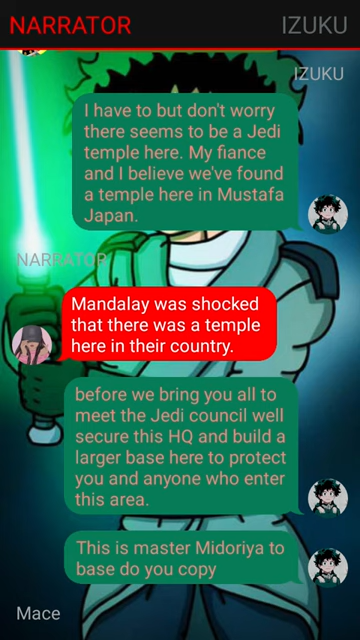 NARRATOR
IZUKU
IZUKU
I have to but don't worry
there seems to be a Jedi
temple here. My fiance
and I believe we've found
a temple here in Mustafa
Japan.
NARRATOR
Mandalay was shocked
that there was a temple
here in their country.
before we bring you all to
meet the Jedi council well
secure this HQ and build a
larger base here to protect
you and anyone who enter
this area.
This is master Midoriya to
base do you copy
Mace